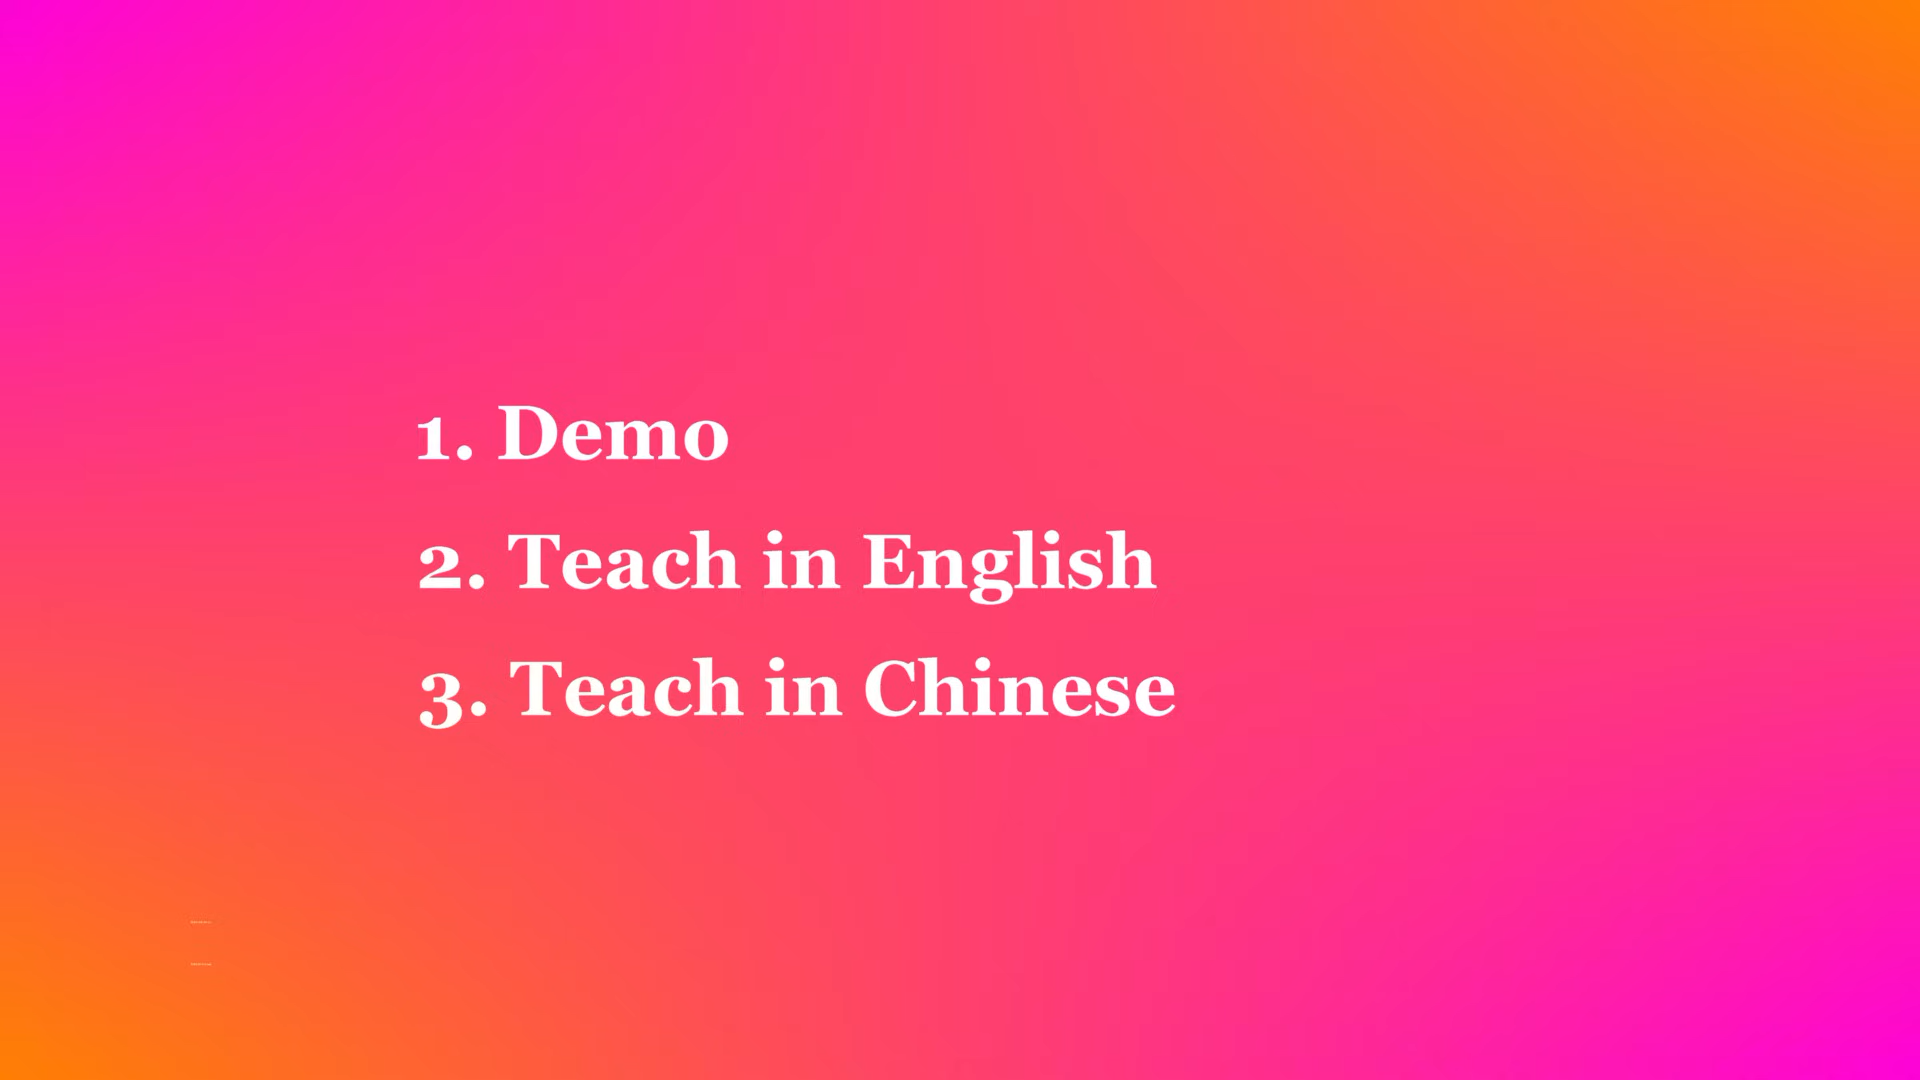 1. Demo
2. Teach in English
3. Teach in Chinese